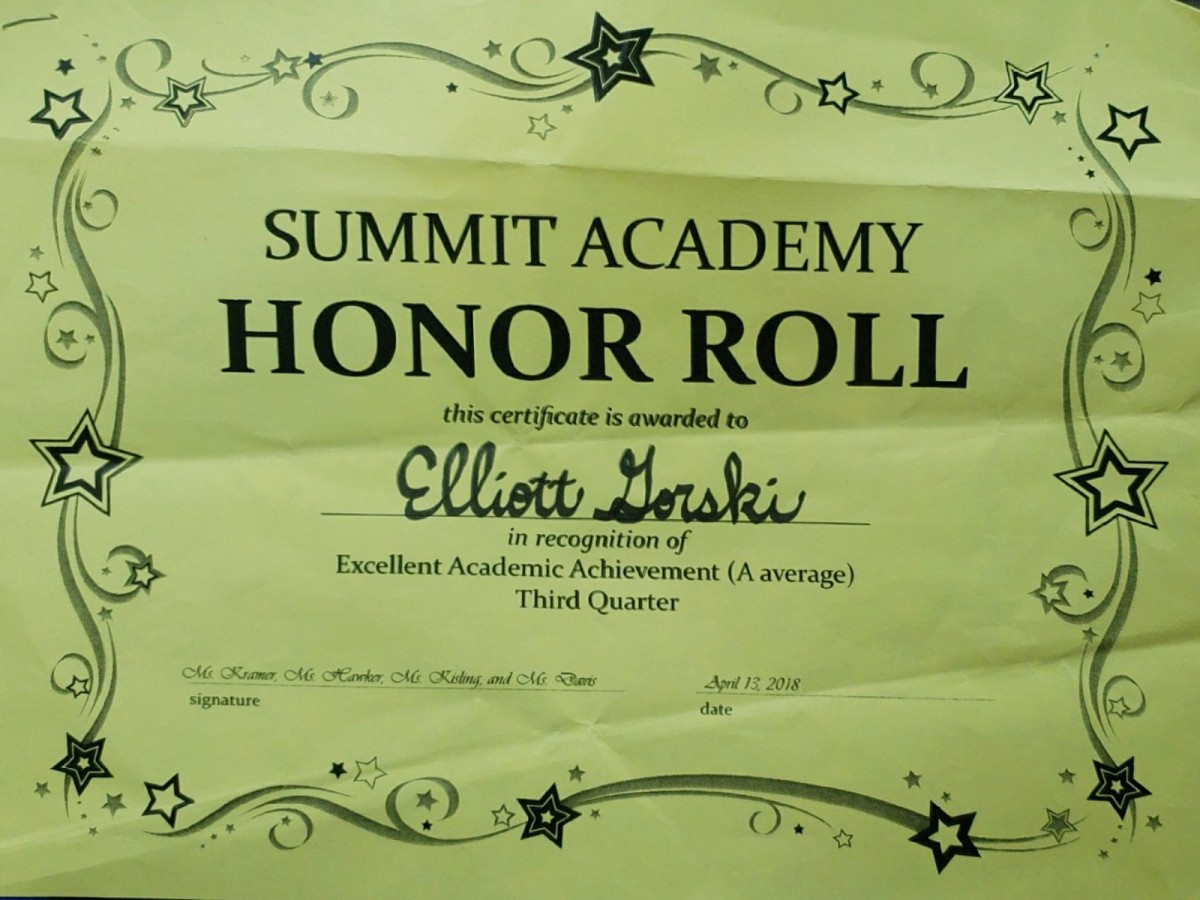 SUMMIT ACADEMY
HONOR ROLL
this certificate is awarded to
Elliott Gorski
in recognition of
Excellent Academic Achievement (A average)
Third Quarter
Ms. Kramer, Ms. Hawker, Ms. Kisling, and Ms. Davis
signature
April 13, 2018
date